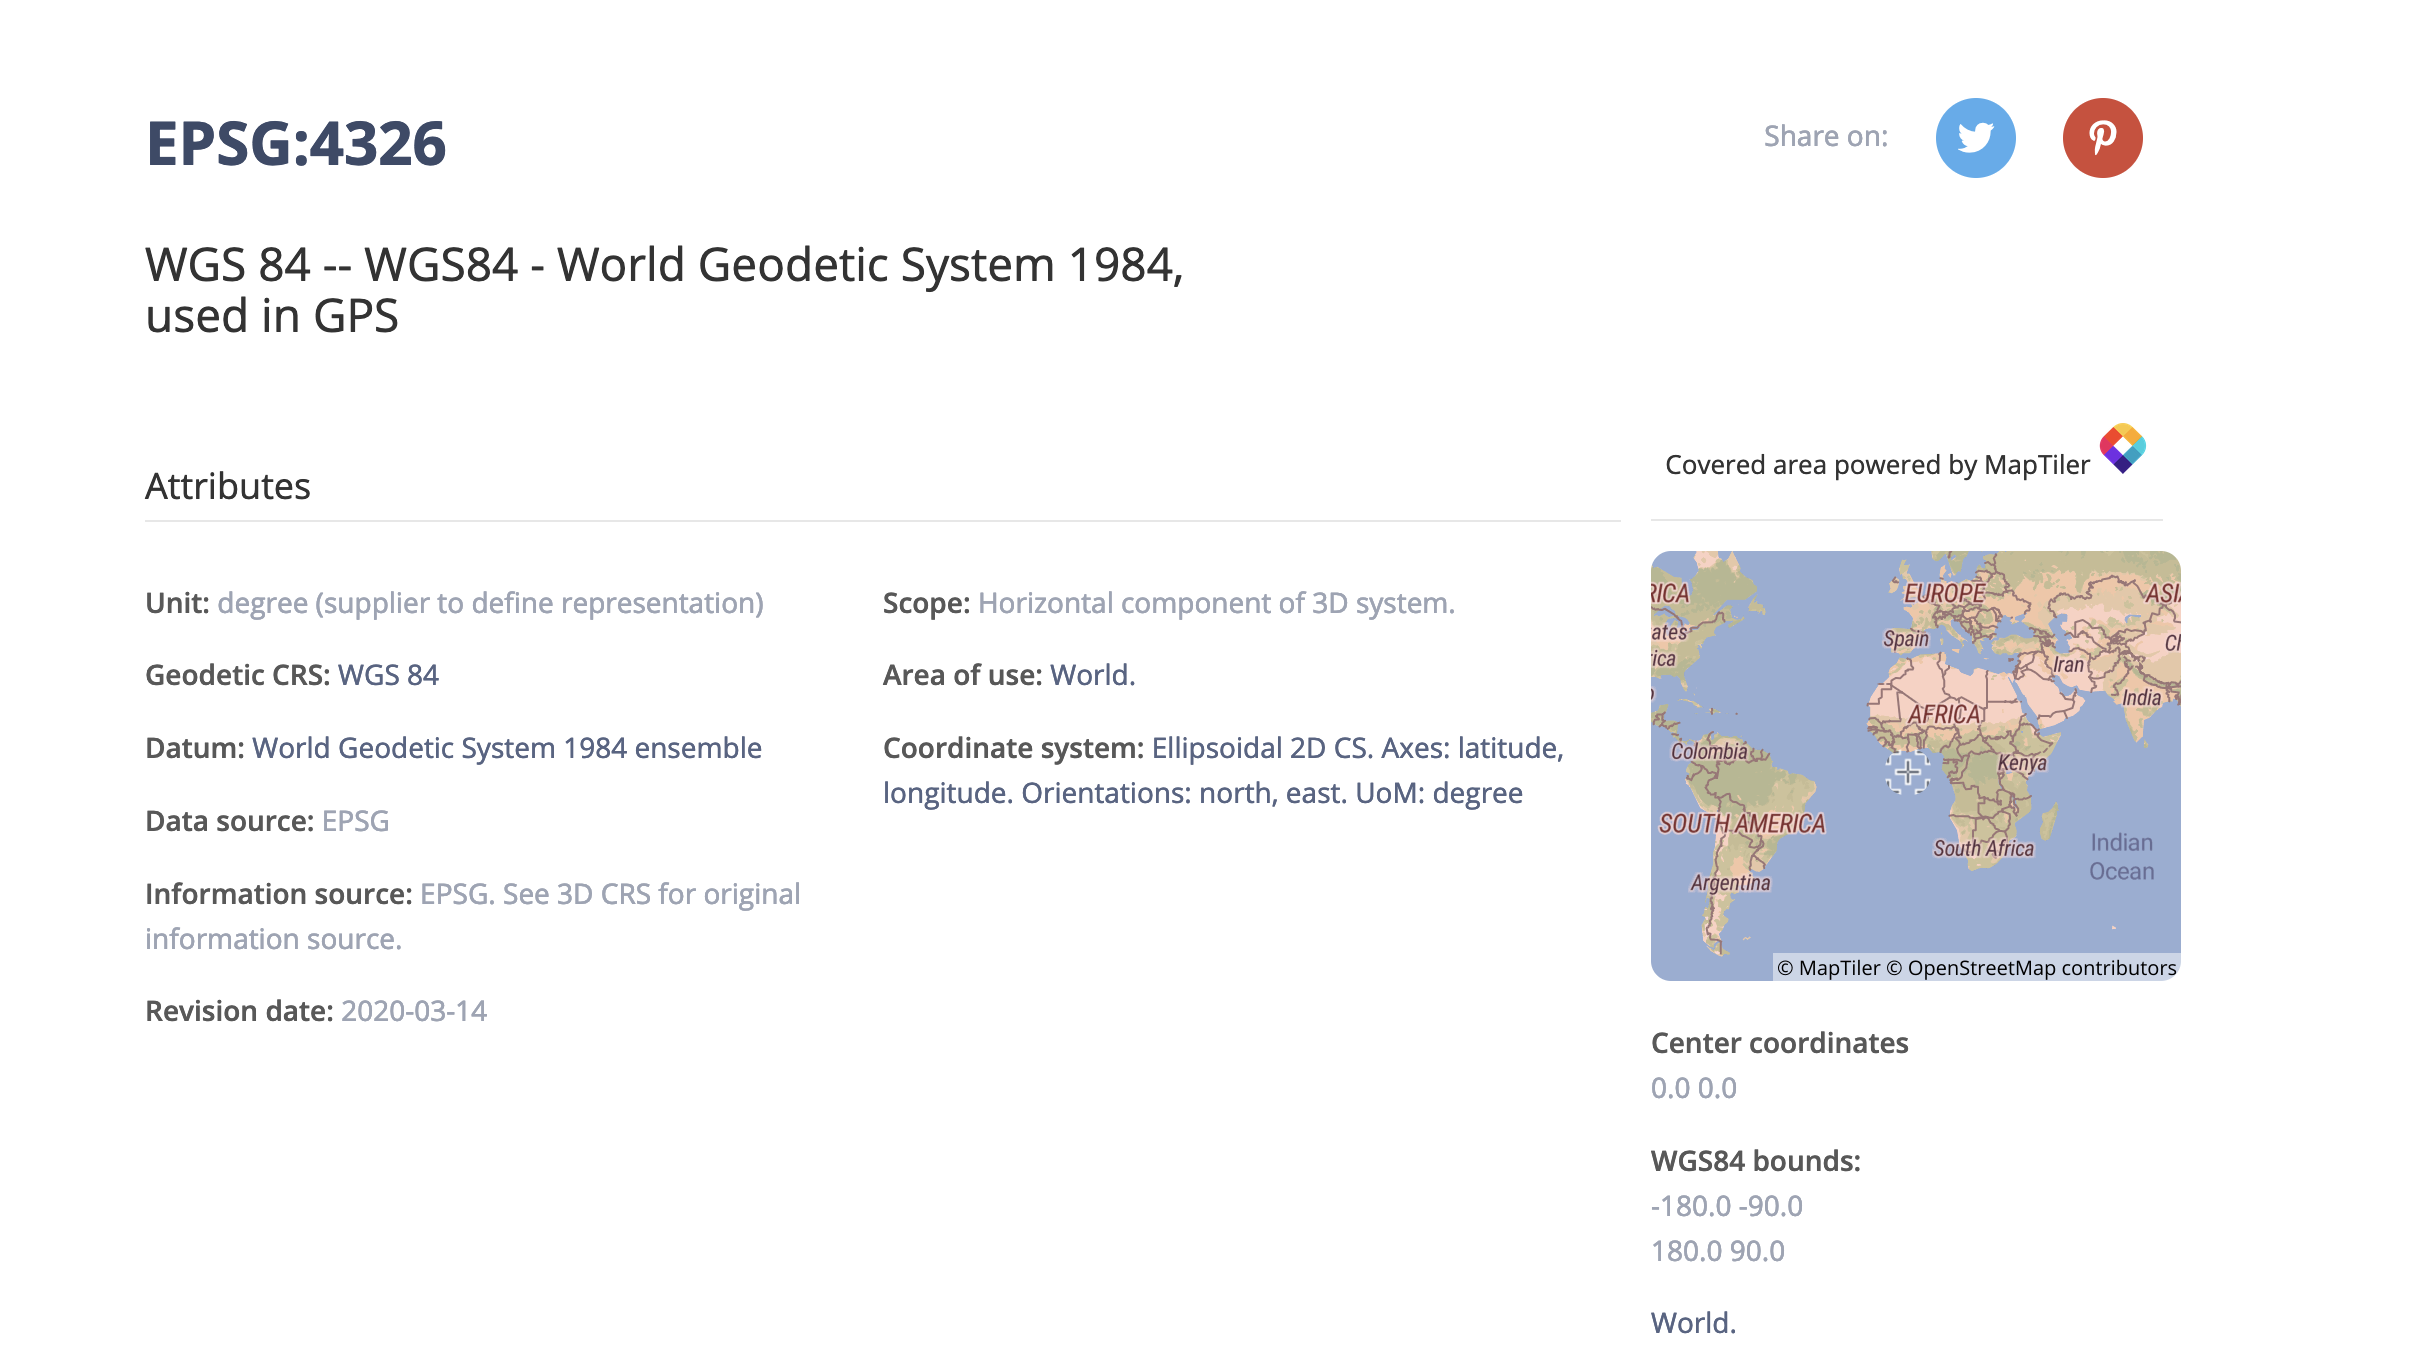 EPSG:4326
Share on:
WGS 84 -- WGS84 - World Geodetic System 1984,
used in GPS
Attributes
Unit: degree (supplier to define representation)
Geodetic CRS: WGS 84
Datum: World Geodetic System 1984 ensemble
Data source: EPSG
Information source: EPSG. See 3D CRS for original
information source.
Revision date: 2020-03-14
Scope: Horizontal component of 3D system.
Area of use: World.
Coordinate system: Ellipsoidal 2D CS. Axes: latitude,
longitude. Orientations: north, east. UoM: degree
Covered area powered by MapTiler
RICA
EUROPE
ASI
ates
Spain
ica
Iran
India
AFRICA
Colombia
Kenya
SOUTH AMERICA
South Africa
Indian
Ocean
Argentina
© MapTiler © OpenStreetMap contributors
Center coordinates
0.0 0.0
WGS84 bounds:
-180.0 -90.0
180.0 90.0
World.